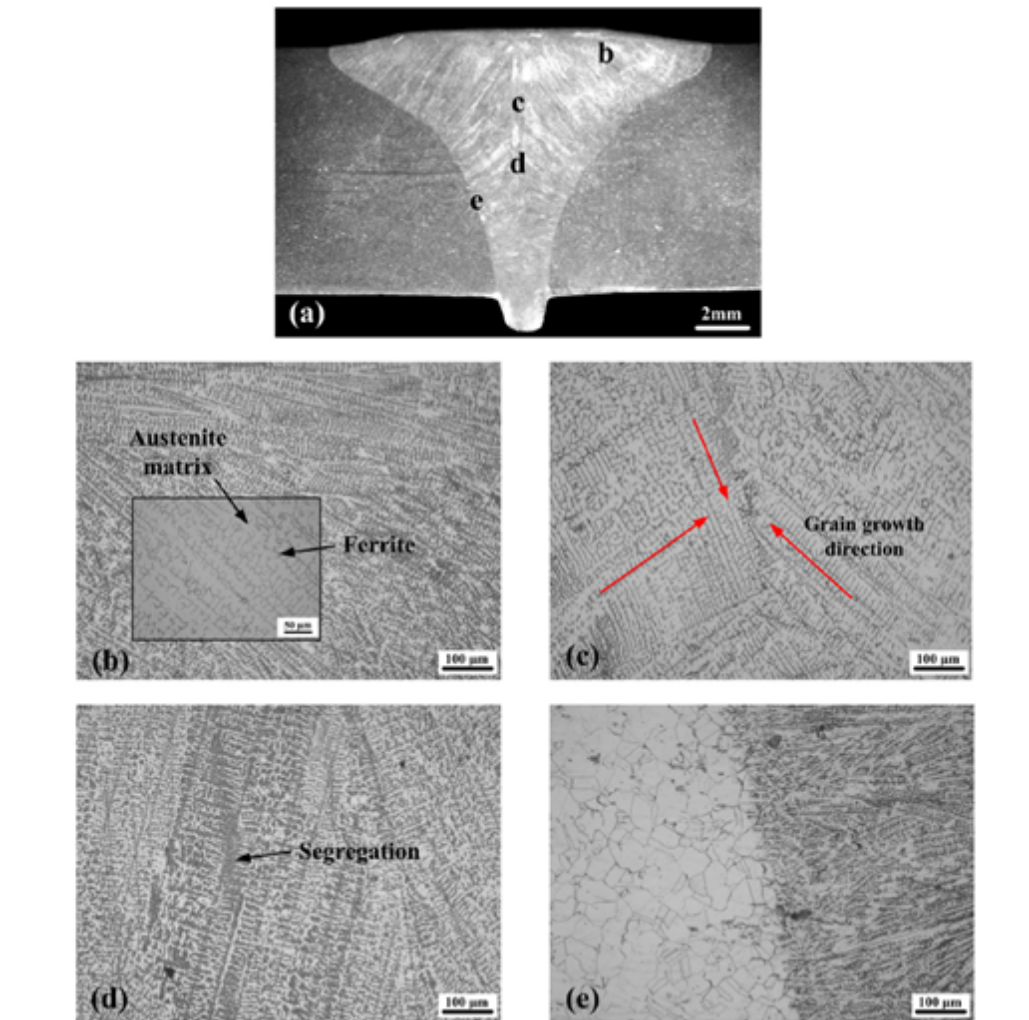 b
c
d
e
(a)
2mm
Austenite
matrix
Ferrite
50 μm
(b)
100 μm
Grain growth
direction
(c)
100 μm
Segregation
(d)
100 μm
(e)
100 μm